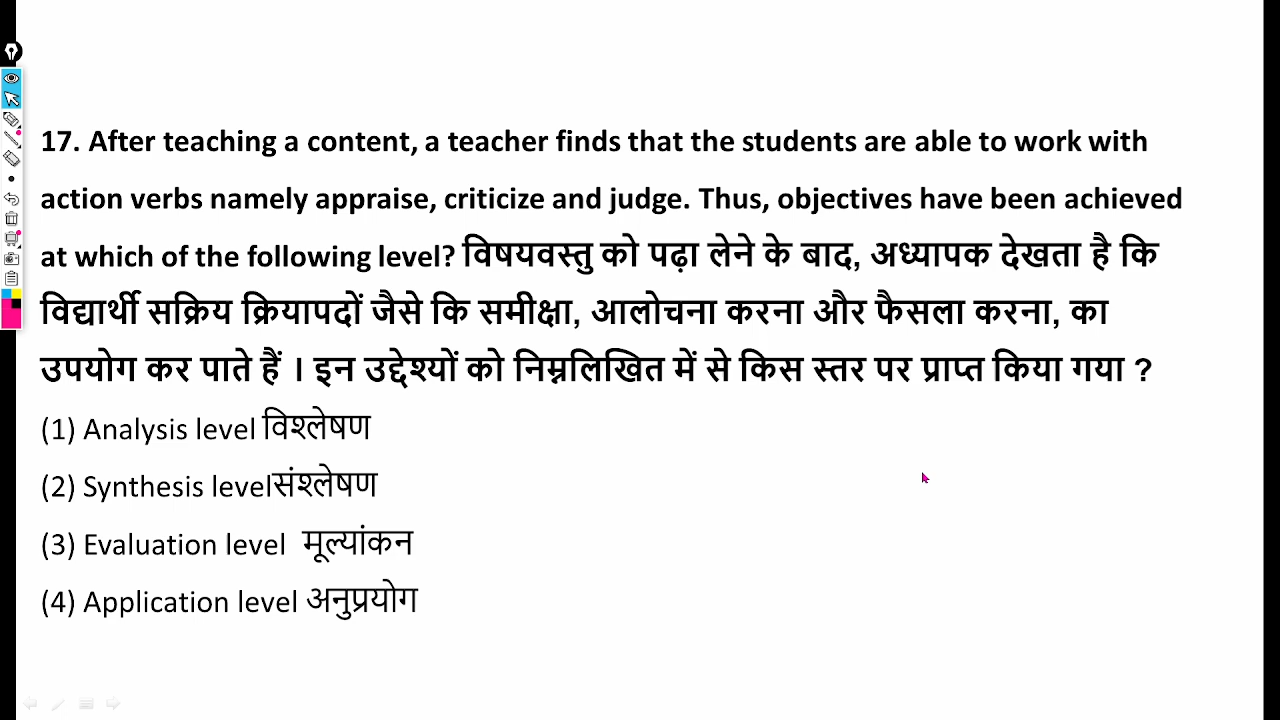 17. After teaching a content, a teacher finds that the students are able to work with
action verbs namely appraise, criticize and judge. Thus, objectives have been achieved
at which of the following level? विषयवस्तु को पढ़ा लेने के बाद, अध्यापक देखता है कि
विद्यार्थी सक्रिय क्रियापदों जैसे कि समीक्षा, आलोचना करना और फैसला करना, का
उपयोग कर पाते हैं । इन उद्देश्यों को निम्नलिखित में से किस स्तर पर प्राप्त किया गया ?
(1) Analysis level विश्लेषण
(2) Synthesis levelसंश्लेषण
(3) Evaluation level मूल्यांकन
(4) Application level अनुप्रयोग